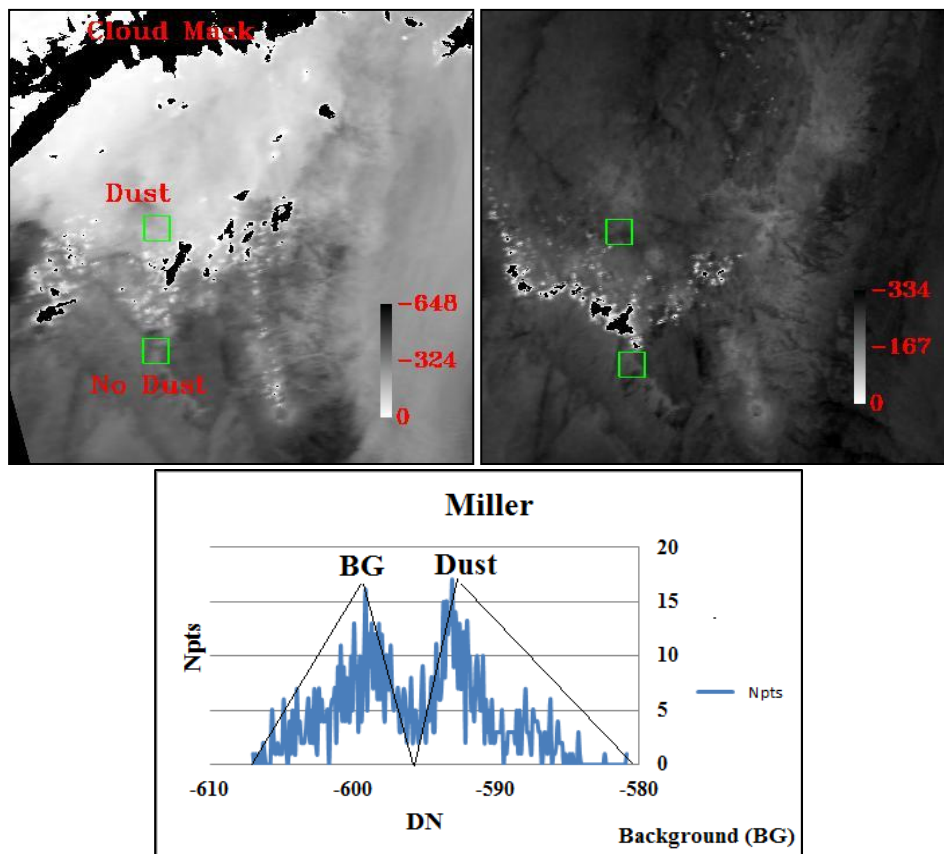 Cloud Mask
Dust
No Dust
-648
-324
0
-334
-167
0
Miller
BG
Dust
20
15
10
5
0
Npts
Npts
-610
-600
-590
-580
DN
Background (BG)